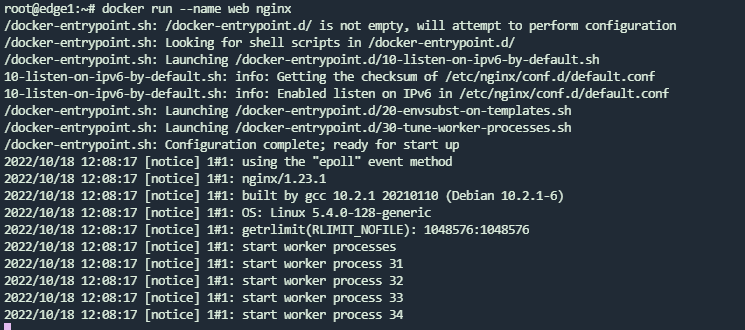 root@edge1:~# docker run --name web nginx
/docker-entrypoint.sh: /docker-entrypoint.d/ is not empty, will attempt to perform configuration
/docker-entrypoint.sh: Looking for shell scripts in /docker-entrypoint.d/
/docker-entrypoint.sh: Launching /docker-entrypoint.d/10-listen-on-ipv6-by-default.sh
10-listen-on-ipv6-by-default.sh: info: Getting the checksum of /etc/nginx/conf.d/default.conf
10-listen-on-ipv6-by-default.sh: info: Enabled listen on IPv6 in /etc/nginx/conf.d/default.conf
/docker-entrypoint.sh: Launching /docker-entrypoint.d/20-envsubst-on-templates.sh
/docker-entrypoint.sh: Launching /docker-entrypoint.d/30-tune-worker-processes.sh
/docker-entrypoint.sh: Configuration complete; ready for start up
2022/10/18 12:08:17 [notice] 1#1: using the "epoll" event method
2022/10/18 12:08:17 [notice] 1#1: nginx/1.23.1
2022/10/18 12:08:17 [notice] 1#1: built by gcc 10.2.1 20210110 (Debian 10.2.1-6)
2022/10/18 12:08:17 [notice] 1#1: OS: Linux 5.4.0-128-generic
2022/10/18 12:08:17 [notice] 1#1: getrlimit(RLIMIT_NOFILE): 1048576:1048576
2022/10/18 12:08:17 [notice] 1#1: start worker processes
2022/10/18 12:08:17 [notice] 1#1: start worker process 31
2022/10/18 12:08:17 [notice] 1#1: start worker process 32
2022/10/18 12:08:17 [notice] 1#1: start worker process 33
2022/10/18 12:08:17 [notice] 1#1: start worker process 34